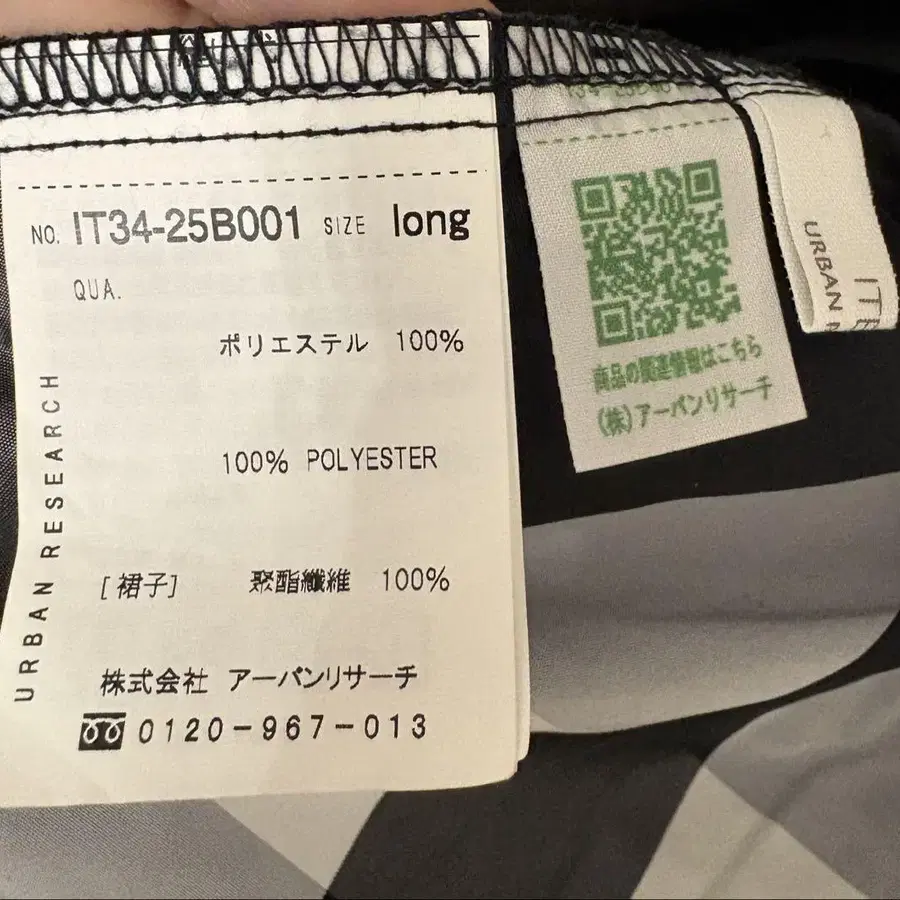 NO. IT34-25B001 SIZE long
QUA.
ポリエステル 100%
100% POLYESTER
[裙子] 聚酯纖維 100%
株式会社 アーバンリサーチ
0120-967-013
URBAN RESEARCH
商品の関連情報はこちら
(株)アーバンリサーチ
URBAN